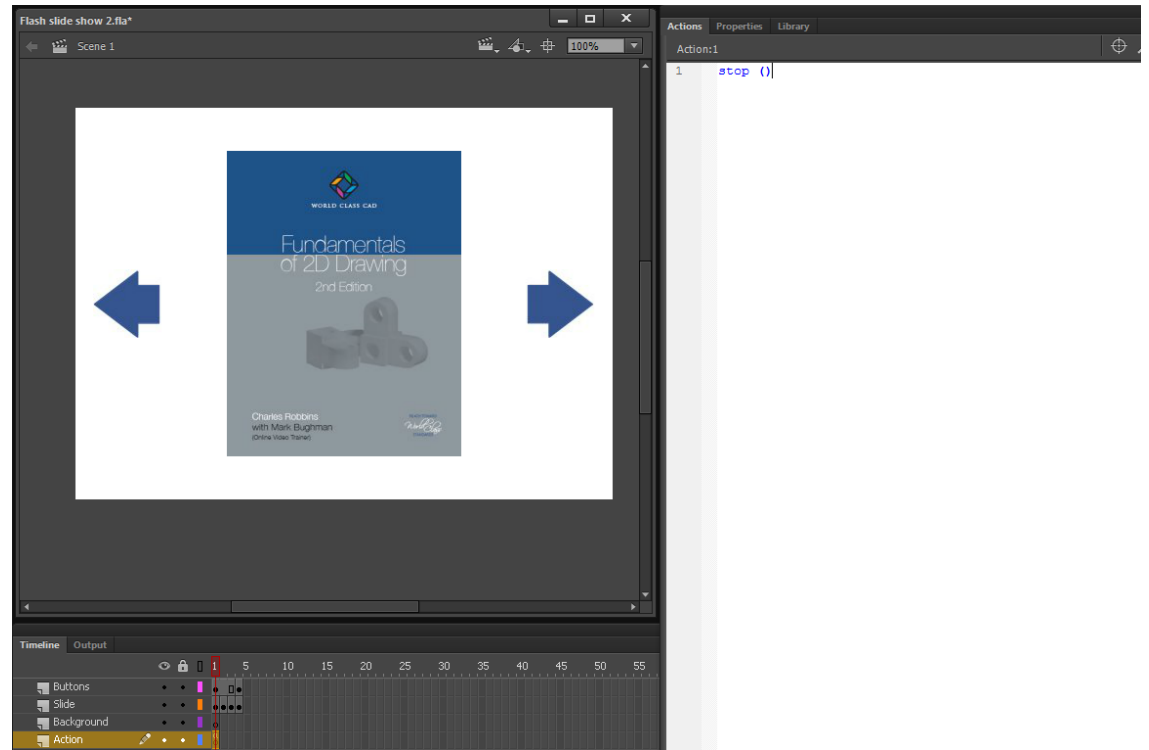 Flash slide show 2.fla*
Scene 1
100%
WORLD CLASS CAD
Fundamentals
of 2D Drawing
2nd Edition
Charles Robbins
with Mark Bughman
(Online Video Trainer)
World Class
Actions Properties Library
Action:1
1 stop ()
Timeline Output
1 5 10 15 20 25 30 35 40 45 50 55
Buttons
Slide
Background
Action